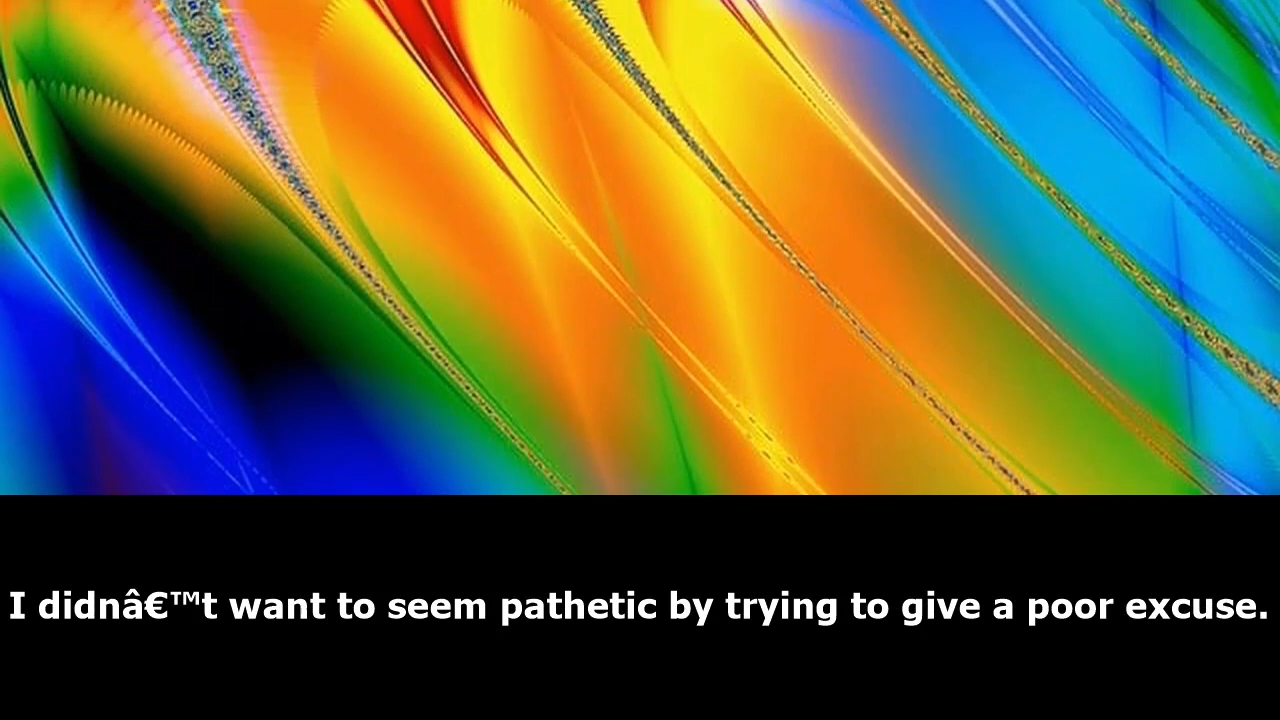 I didnâ€™t want to seem pathetic by trying to give a poor excuse.